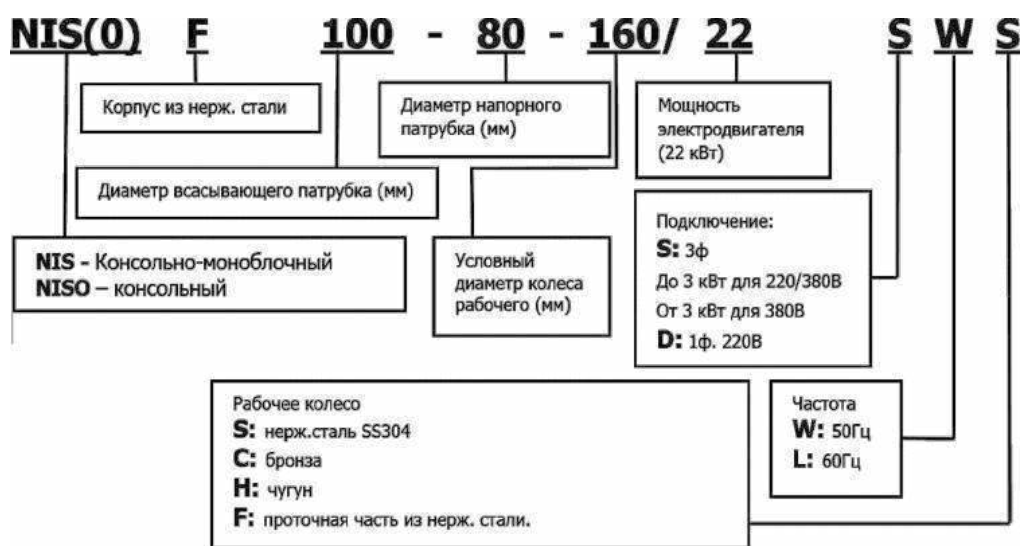 NIS(0) F 100 - 80 - 160/ 22 S W S
Корпус из нерж. стали
Диаметр напорного
патрубка (мм)
Мощность
электродвигателя
(22 кВт)
Диаметр всасывающего патрубка (мм)
NIS - Консольно-моноблочный
NISO – консольный
Условный
диаметр колеса
рабочего (мм)
Подключение:
S: 3ф
До 3 кВт для 220/380В
От 3 кВт для 380В
D: 1ф. 220В
Рабочее колесо
S: нерж.сталь SS304
C: бронза
H: чугун
F: проточная часть из нерж. стали.
Частота
W: 50Гц
L: 60Гц